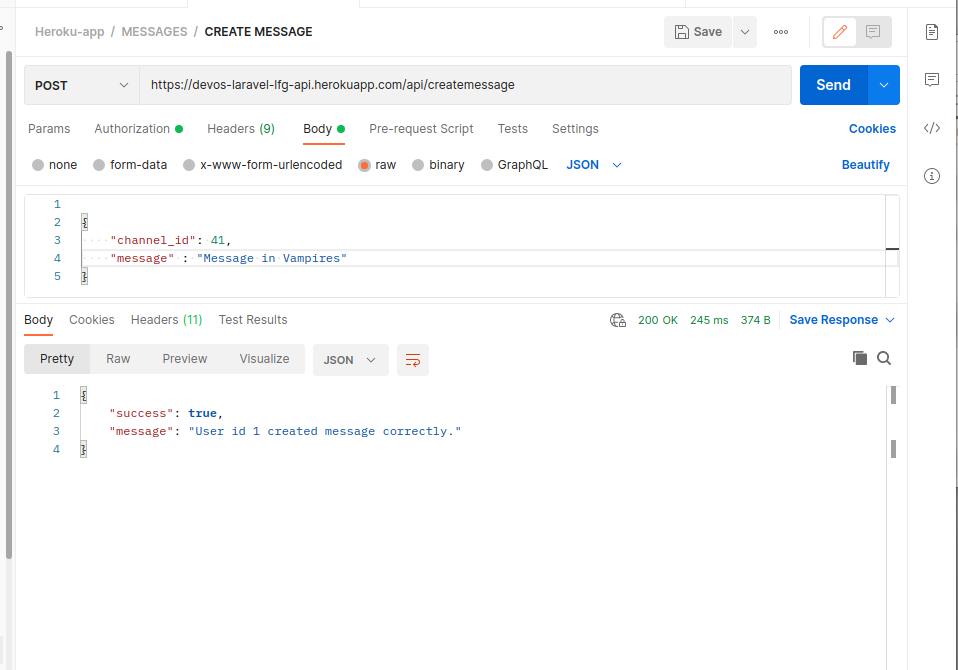 Heroku-app / MESSAGES / CREATE MESSAGE Save
POST https://devos-laravel-lfg-api.herokuapp.com/api/createmessage Send
Params Authorization Headers (9) Body Pre-request Script Tests Settings Cookies
none form-data x-www-form-urlencoded raw binary GraphQL JSON Beautify
1
2 {
3 "channel_id": 41,
4 "message" : "Message in Vampires"
5 }
Body Cookies Headers (11) Test Results 200 OK 245 ms 374 B Save Response
Pretty Raw Preview Visualize JSON
1 {
2 "success": true,
3 "message": "User id 1 created message correctly."
4 }